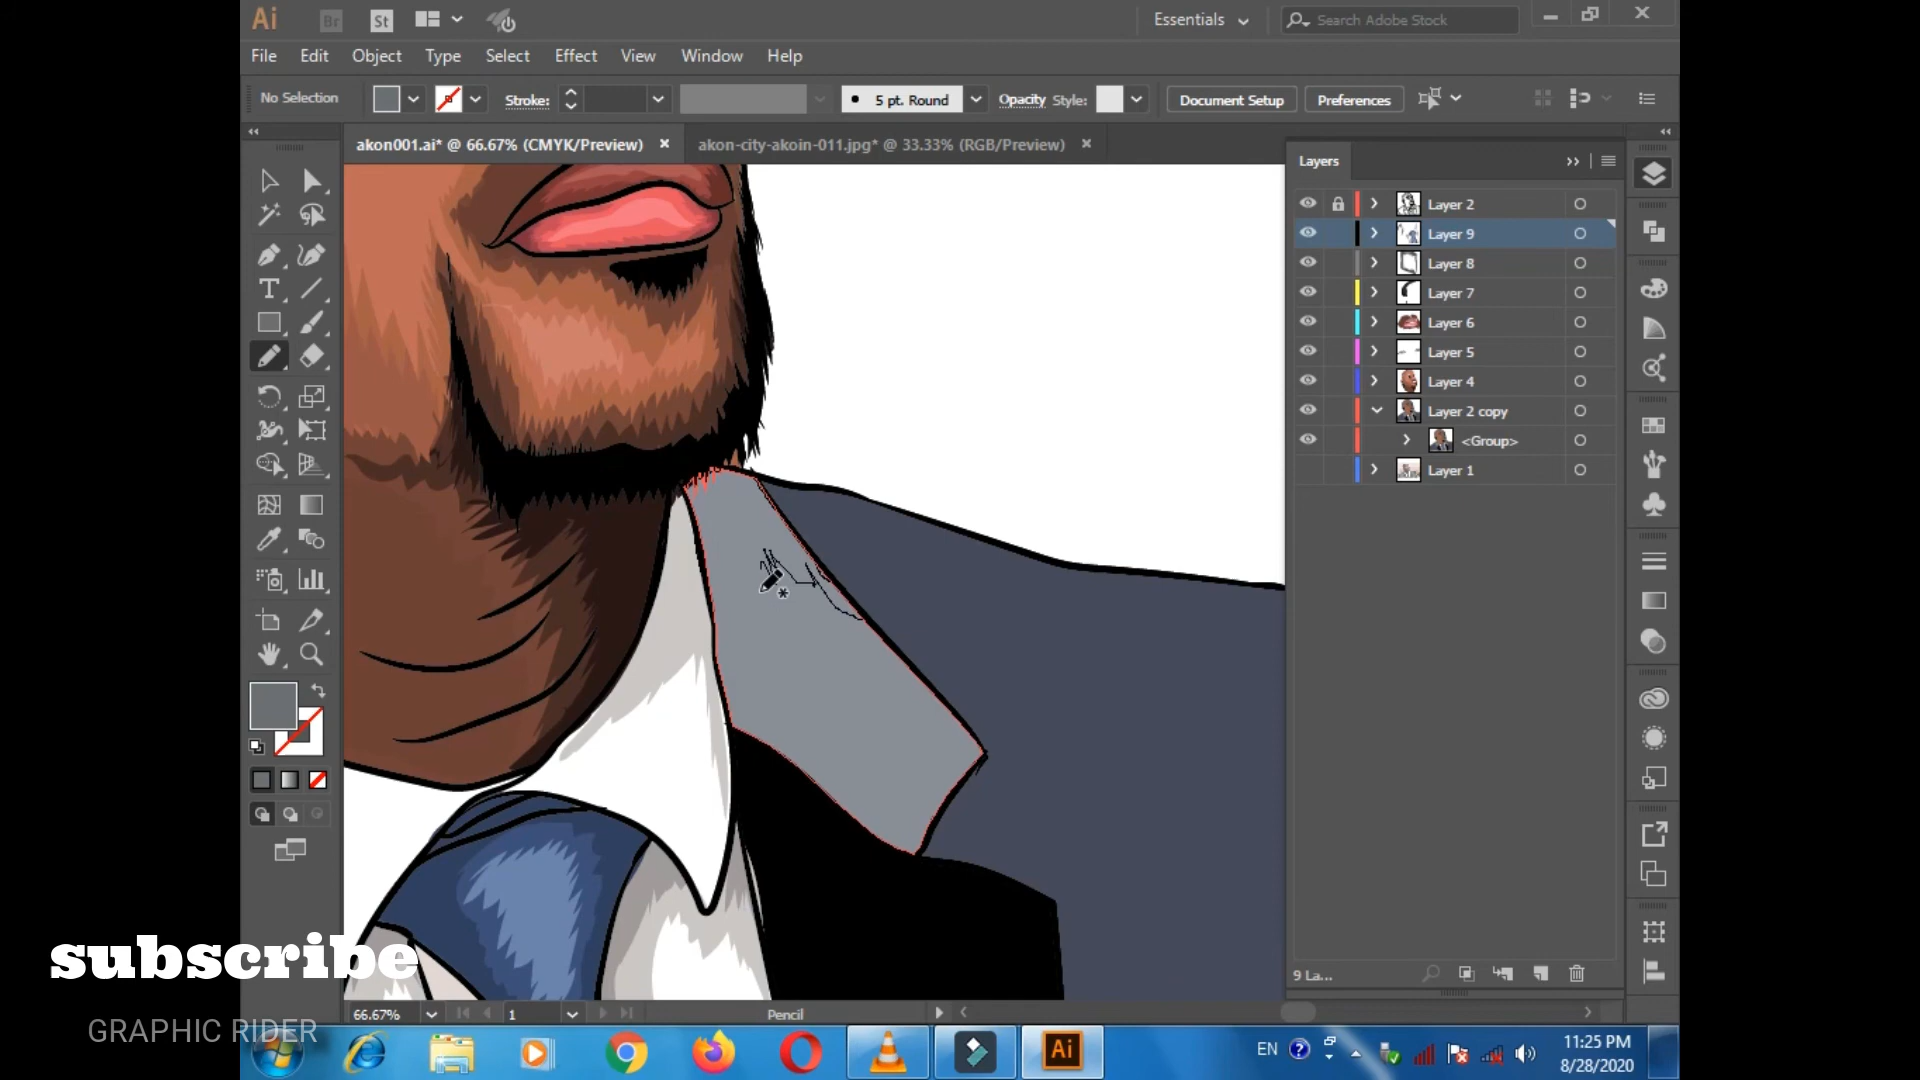 Ai Br St Essentials Search Adobe Stock
File Edit Object Type Select Effect View Window Help
No Selection Stroke: 5 pt. Round Opacity Style: Document Setup Preferences
akon001.ai* @ 66.67% (CMYK/Preview) akon-city-akoin-011.jpg* @ 33.33% (RGB/Preview)
Layers
Layer 2
Layer 9
Layer 8
Layer 7
Layer 6
Layer 5
Layer 4
Layer 2 copy
<Group>
Layer 1
subscribe
9 La...
66.67% 1 Pencil
GRAPHIC RIDER
Ai EN 11:25 PM
8/28/2020